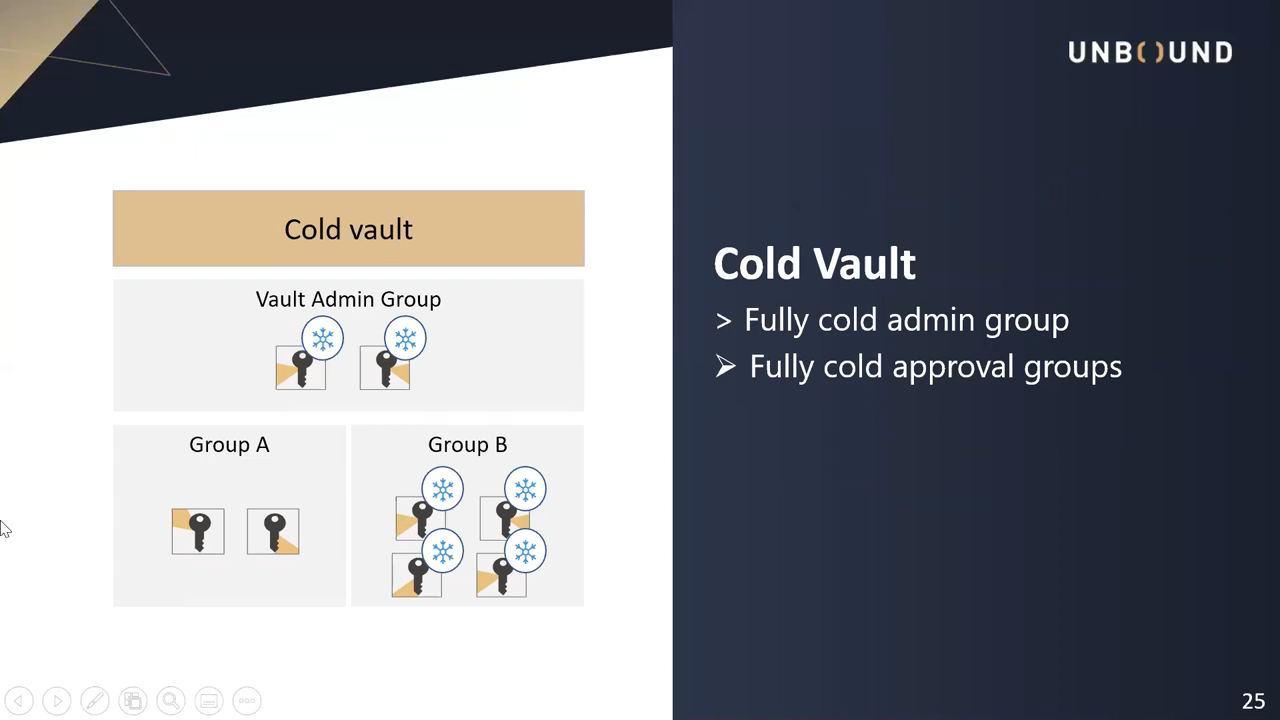 UNBOUND
Cold vault
Vault Admin Group
Group A
Group B
Cold Vault
> Fully cold admin group
➢ Fully cold approval groups
25